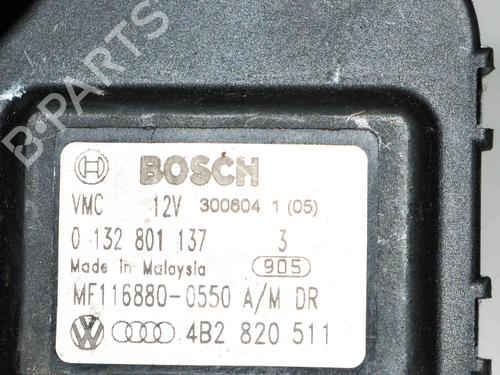 B-PARTS
BOSCH
VMC 12V 300604 1 (05)
0 132 801 137 3
Made in Malaysia 905
MF116880-0550 A/M DR
4B2 820 511